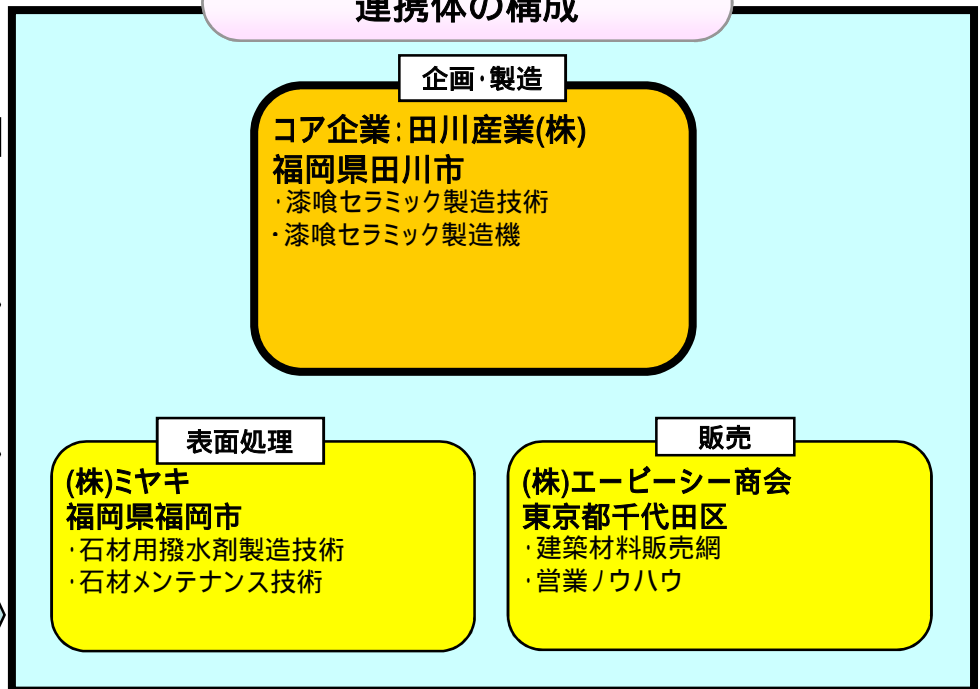 連携体の構成
企画・製造
コア企業：田川産業(株)
福岡県田川市
・漆喰セラミック製造技術
・漆喰セラミック製造機
表面処理
(株)ミヤキ
福岡県福岡市
・石材用撥水剤製造技術
・石材メンテナンス技術
販売
(株)エービーシー商会
東京都千代田区
・建築材料販売網
・営業ノウハウ